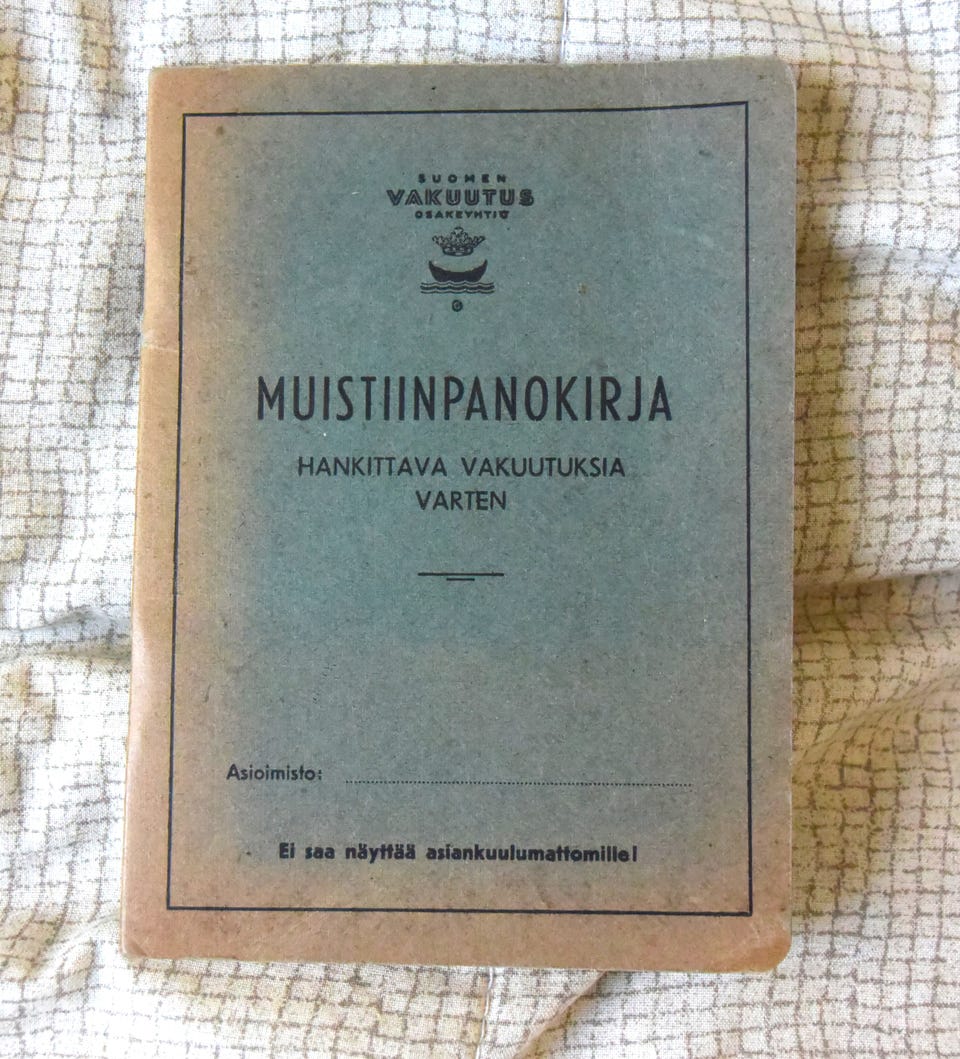 SUOMEN
VAKUUTUS
OSAKEYHTIÖ
MUISTIINPANOKIRJA
HANKITTAVA VAKUUTUKSIA
VARTEN
Asioimisto:
Ei saa näyttää asiankuulumattomille!